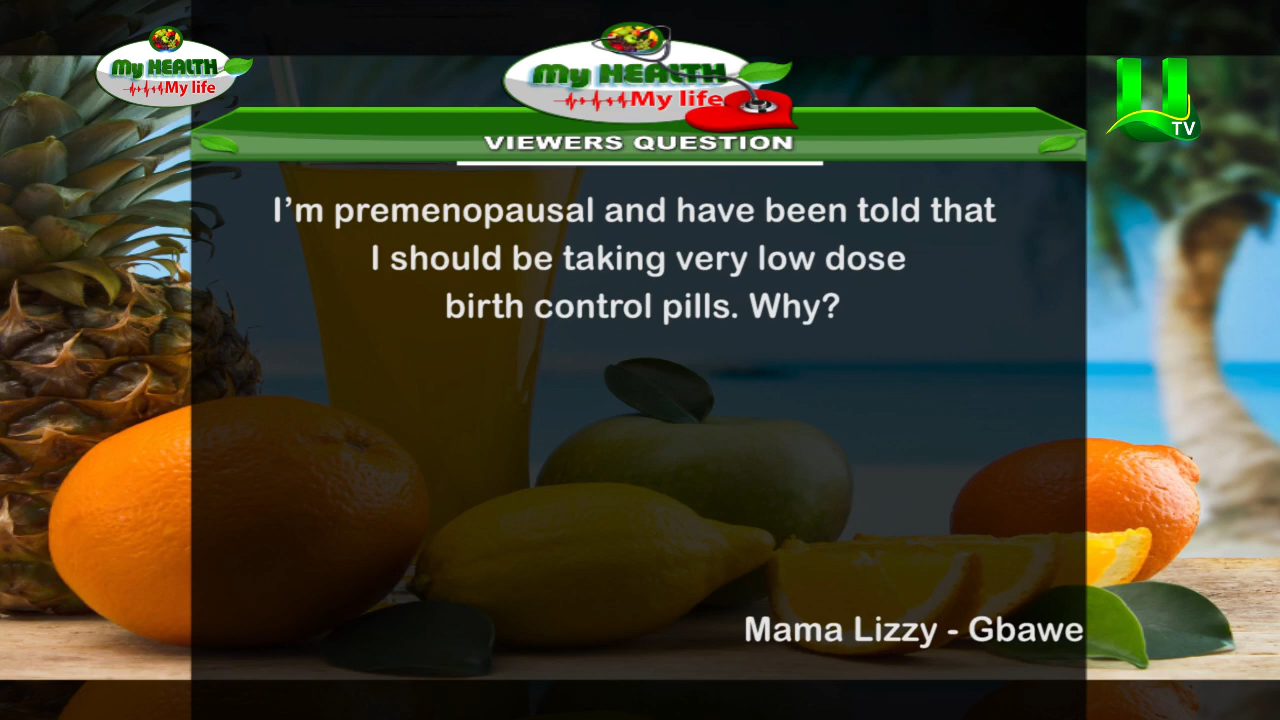 My HEALTH
My life
My HEALTH
My life
TV
VIEWERS QUESTION
I'm premenopausal and have been told that
I should be taking very low dose
birth control pills. Why?
Mama Lizzy - Gbawe